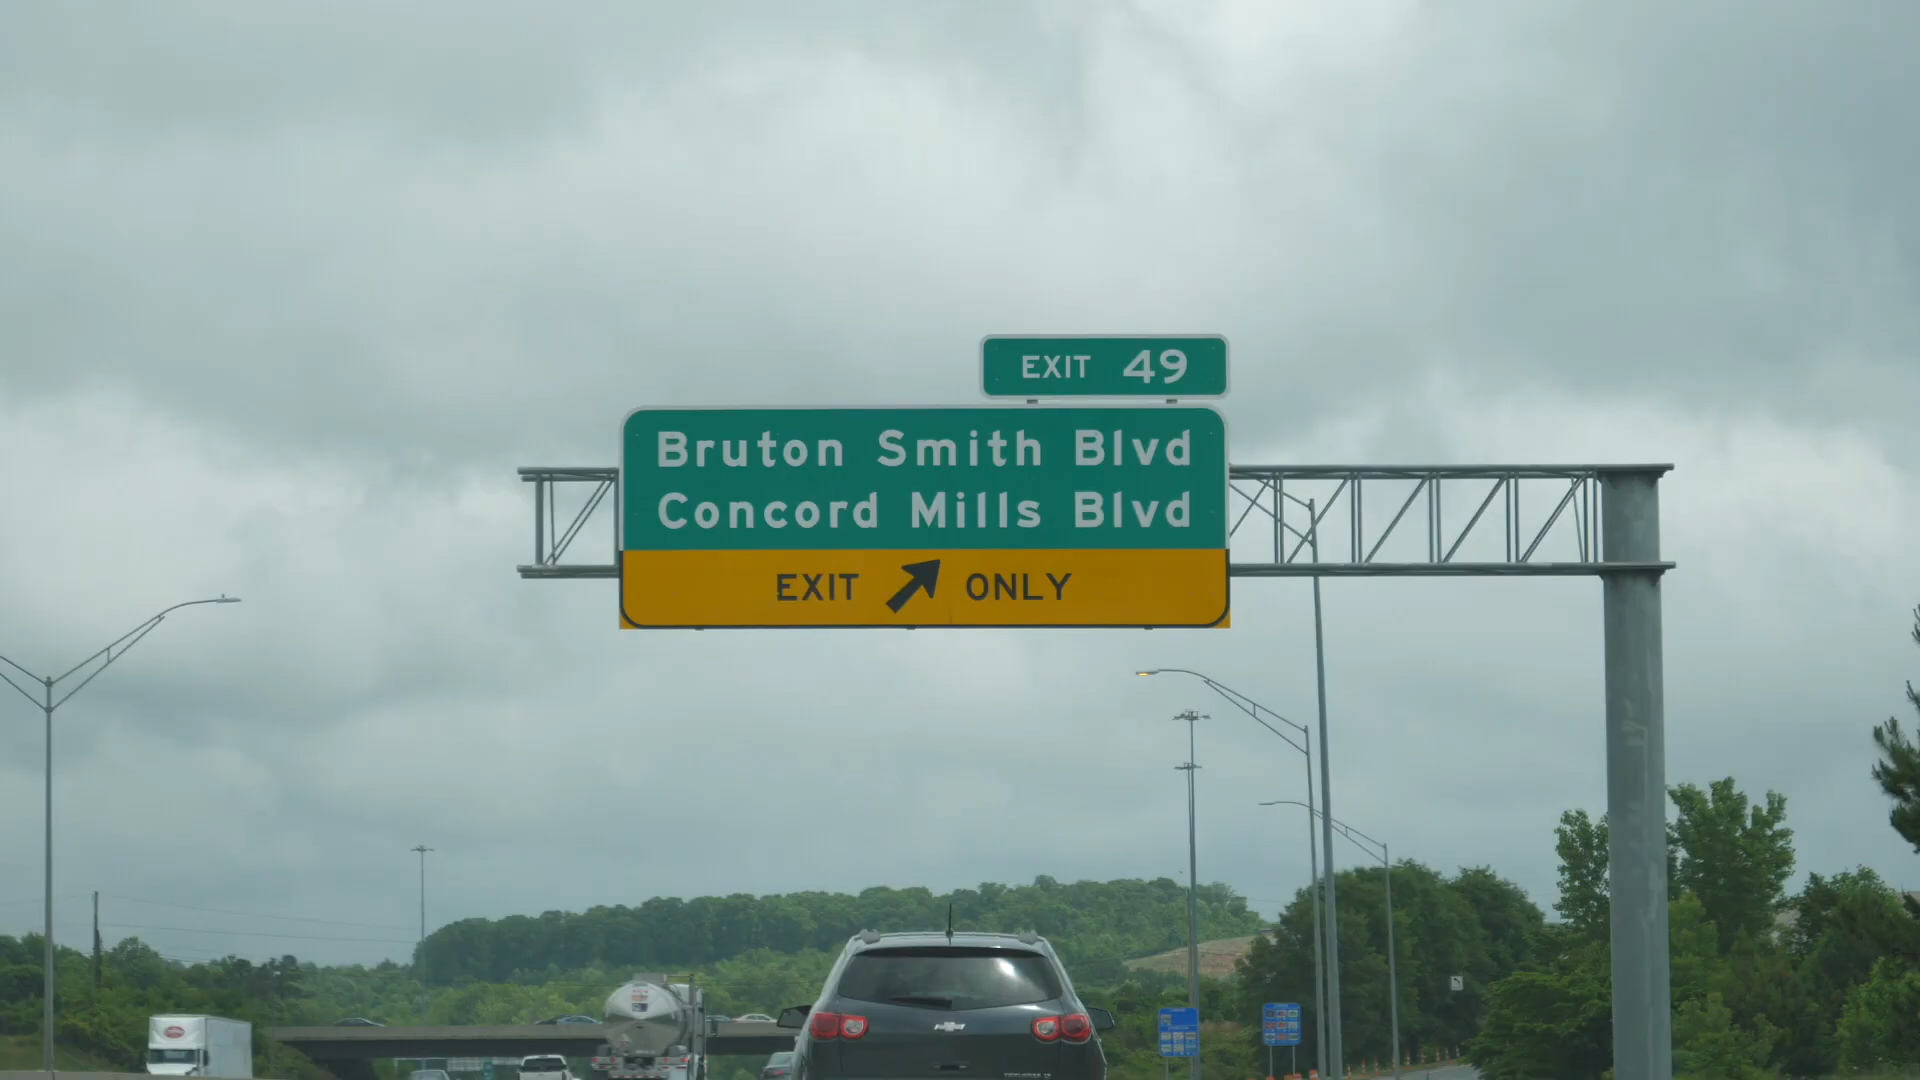 EXIT 49
Bruton Smith Blvd
Concord Mills Blvd
EXIT ONLY